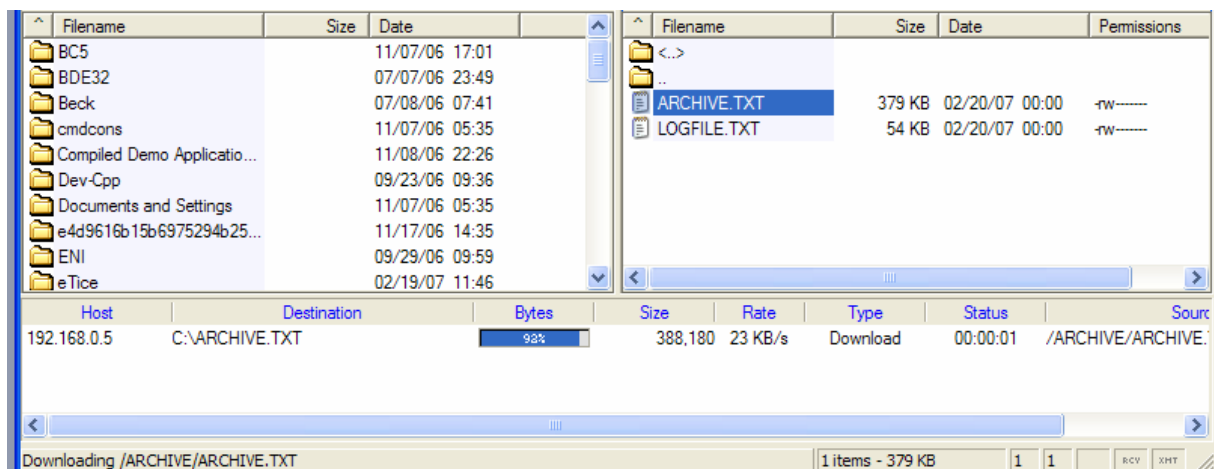 ^ Filename Size Date
BC5 11/07/06 17:01
BDE32 07/07/06 23:49
Beck 07/08/06 07:41
cmdcons 11/07/06 05:35
Compiled Demo Applicatio... 11/08/06 22:26
Dev-Cpp 09/23/06 09:36
Documents and Settings 11/07/06 05:35
e4d9616b15b6975294b25... 11/17/06 14:35
ENI 09/29/06 09:59
eTice 02/19/07 11:46
^ Filename Size Date Permissions
<..>
..
ARCHIVE.TXT 379 KB 02/20/07 00:00 -rw-------
LOGFILE.TXT 54 KB 02/20/07 00:00 -rw-------
Host Destination Bytes Size Rate Type Status Sourc
192.168.0.5 C:\ARCHIVE.TXT 92% 388,180 23 KB/s Download 00:00:01 /ARCHIVE/ARCHIVE.
Downloading /ARCHIVE/ARCHIVE.TXT 1 items - 379 KB 1 1 RCV XMT